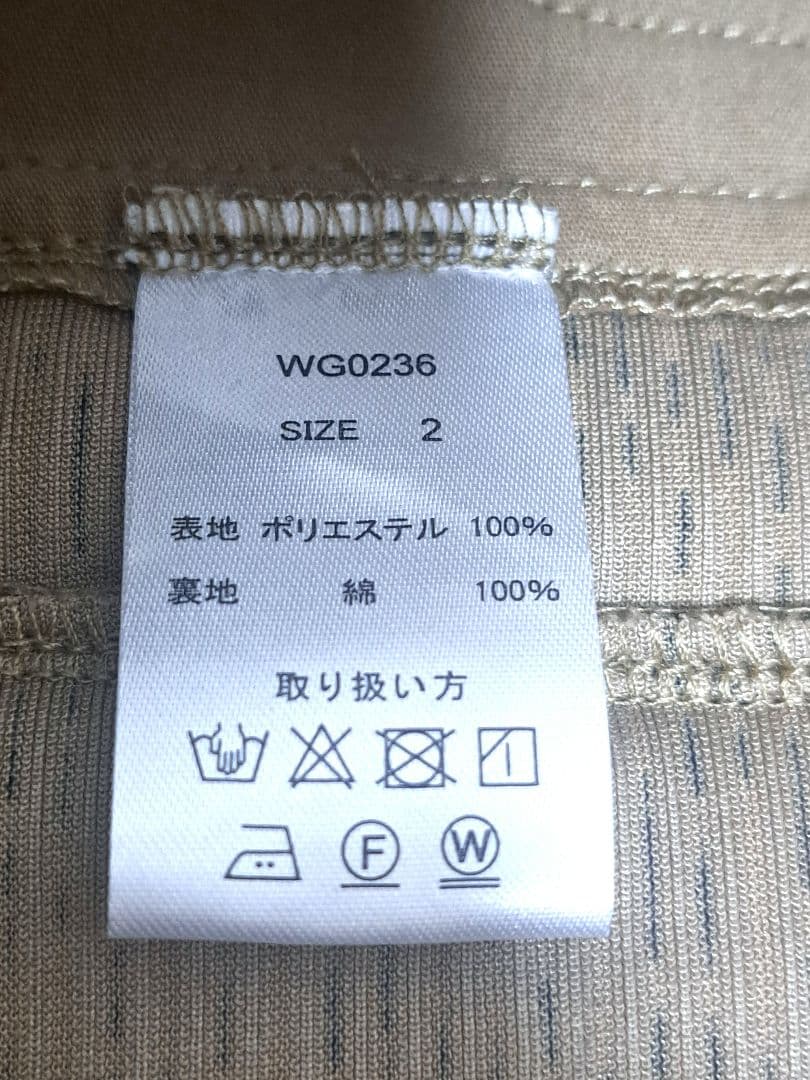 WG0236
SIZE 2
表地 ポリエステル 100%
裏地 綿 100%
取り扱い方
F W